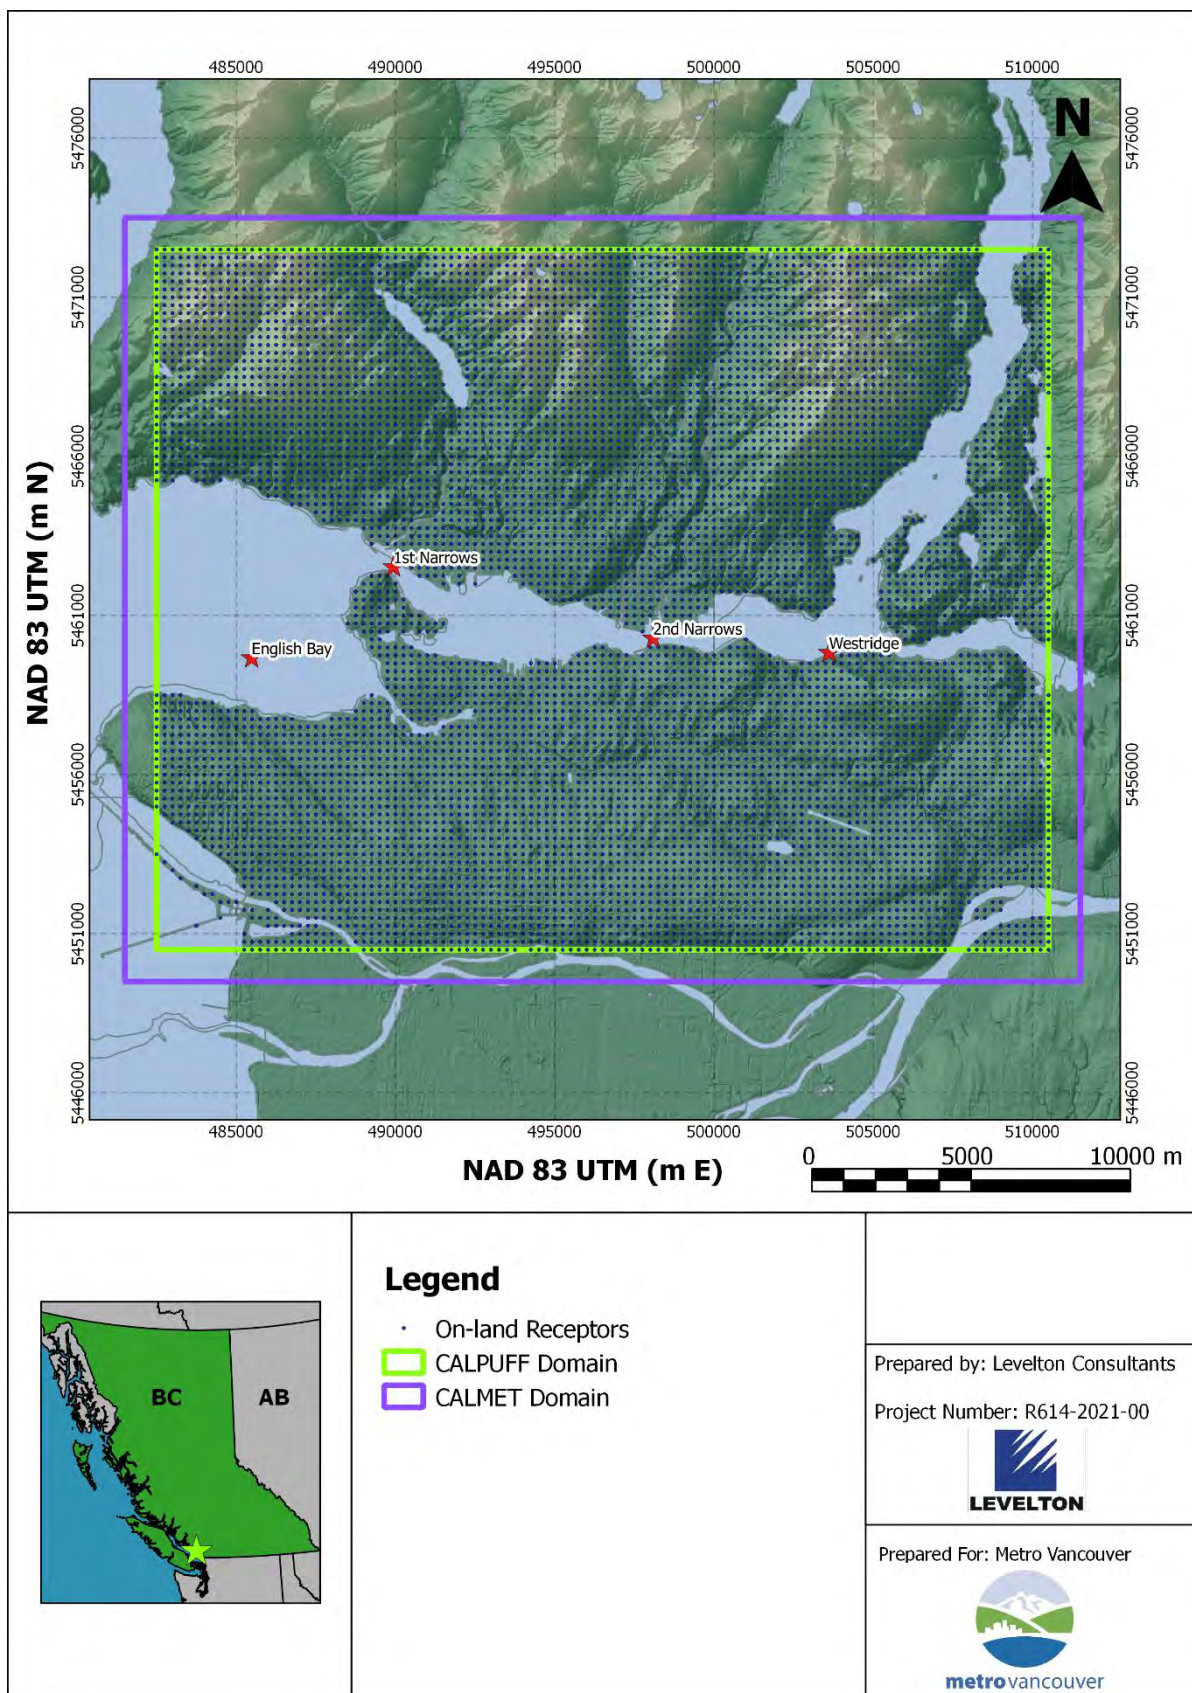 485000 490000 495000 500000 505000 510000
N
5476000 5476000
5471000 5471000
5466000 5466000
1st Narrows
5461000 5461000
2nd Narrows
English Bay
Westridge
5456000 5456000
5451000 5451000
5446000 5446000
NAD 83 UTM (m N)
485000 490000 495000 500000 505000 510000
NAD 83 UTM (m E)
0 5000 10000 m
BC AB
Legend
On-land Receptors
CALPUFF Domain
CALMET Domain
Prepared by: Levelton Consultants
Project Number: R614-2021-00
LEVELTON
Prepared For: Metro Vancouver
metrovancouver